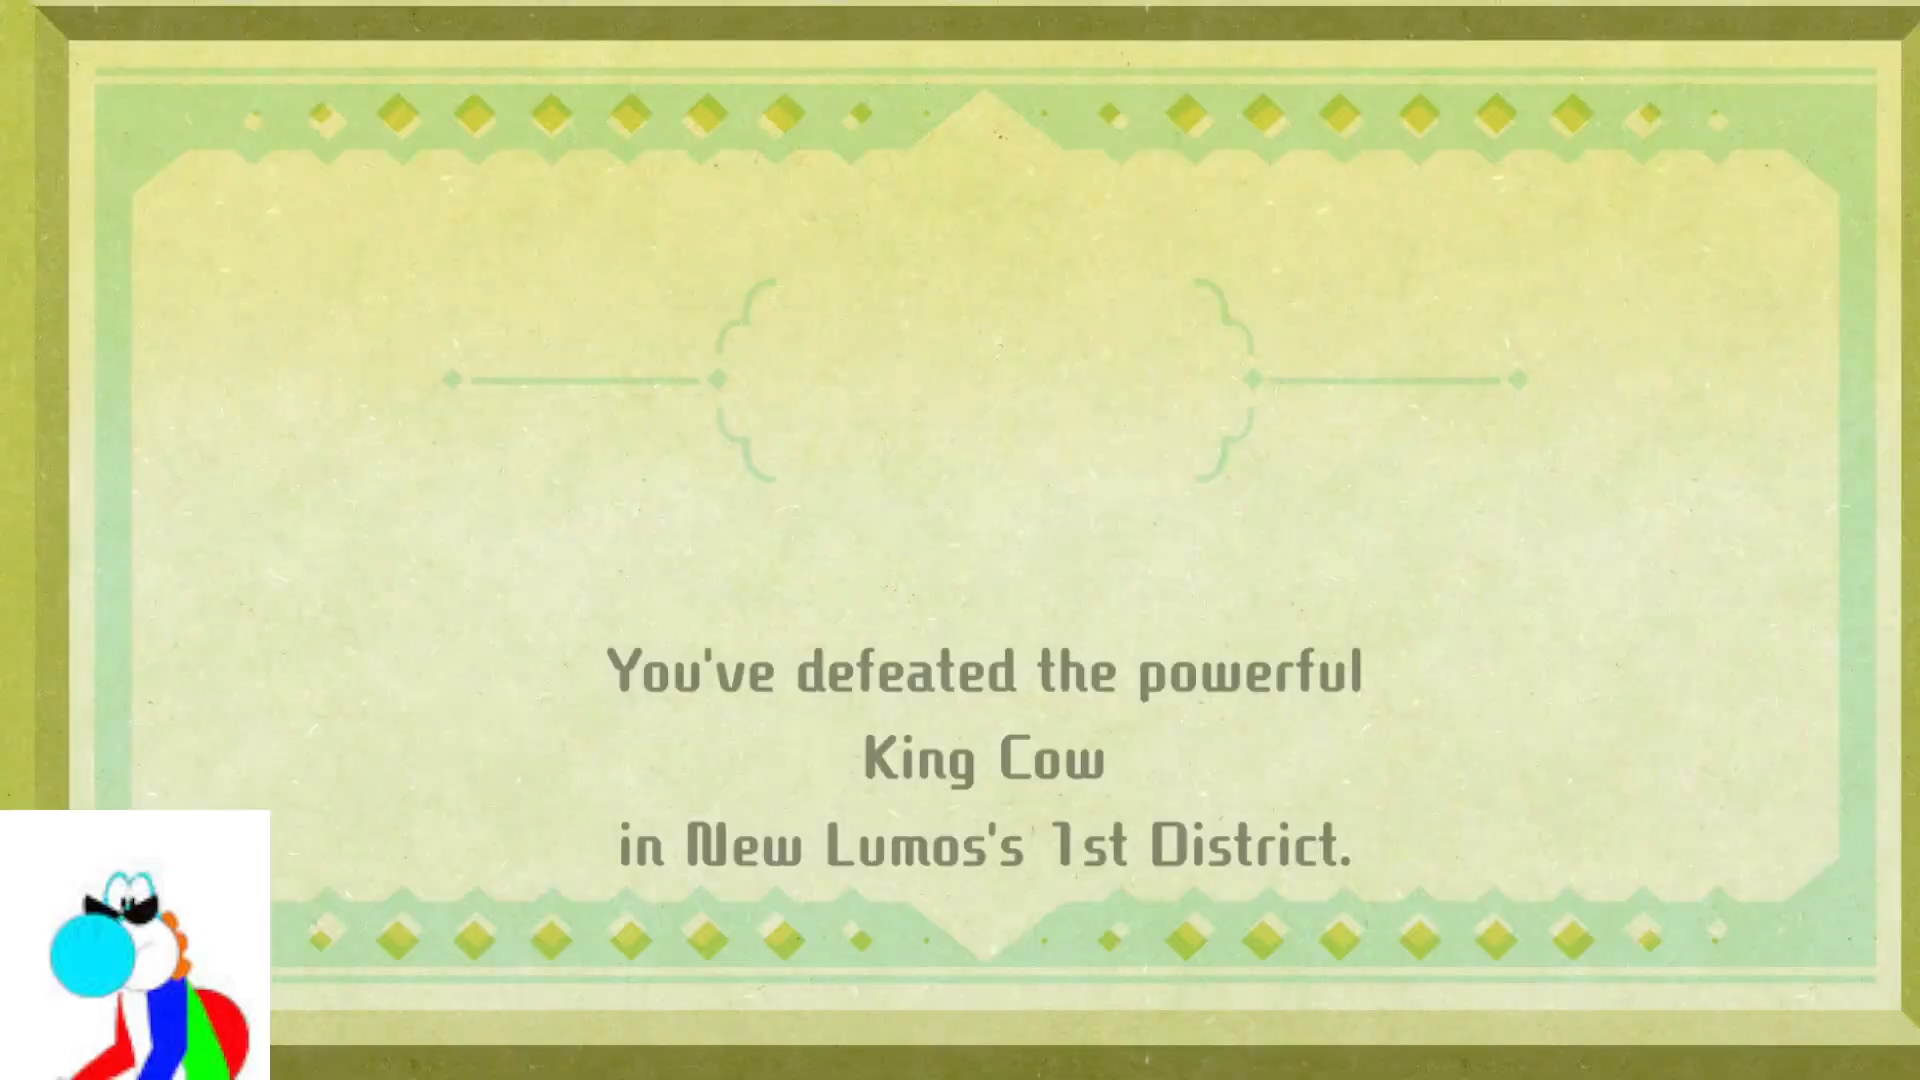 You've defeated the powerful
King Cow
in New Lumos's 1st District.